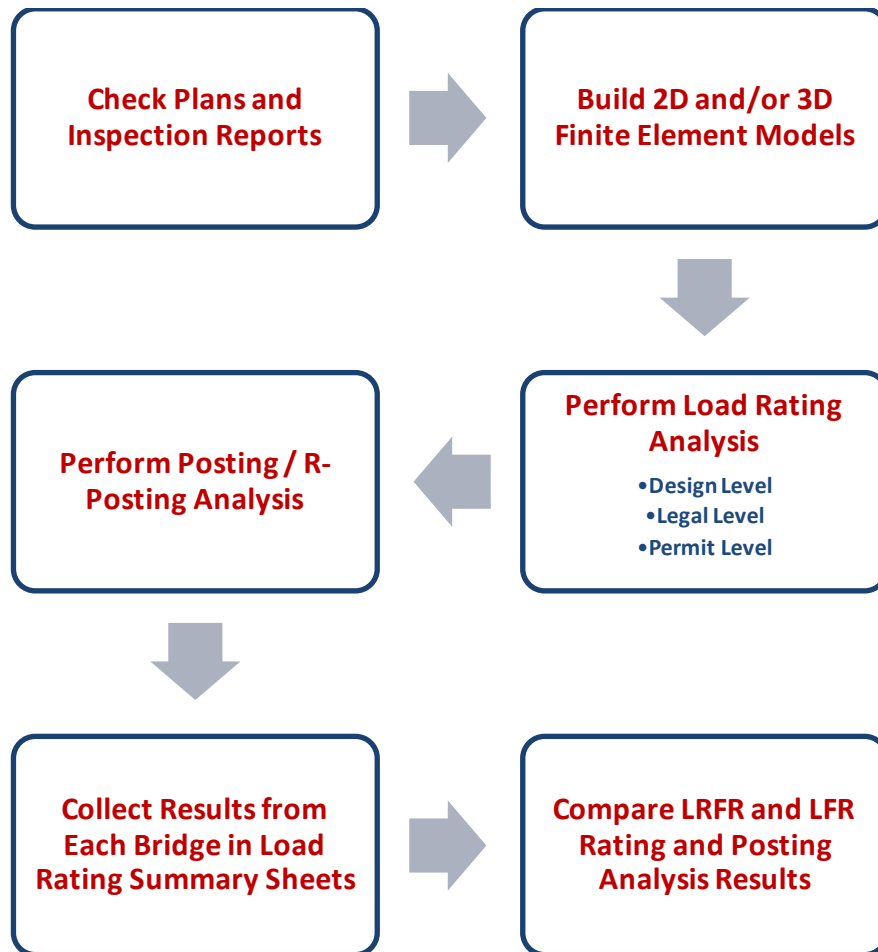 Check Plans and
Inspection Reports
Build 2D and/or 3D
Finite Element Models
Perform Load Rating
Analysis
•Design Level
•Legal Level
•Permit Level
Perform Posting / R-
Posting Analysis
Collect Results from
Each Bridge in Load
Rating Summary Sheets
Compare LRFR and LFR
Rating and Posting
Analysis Results